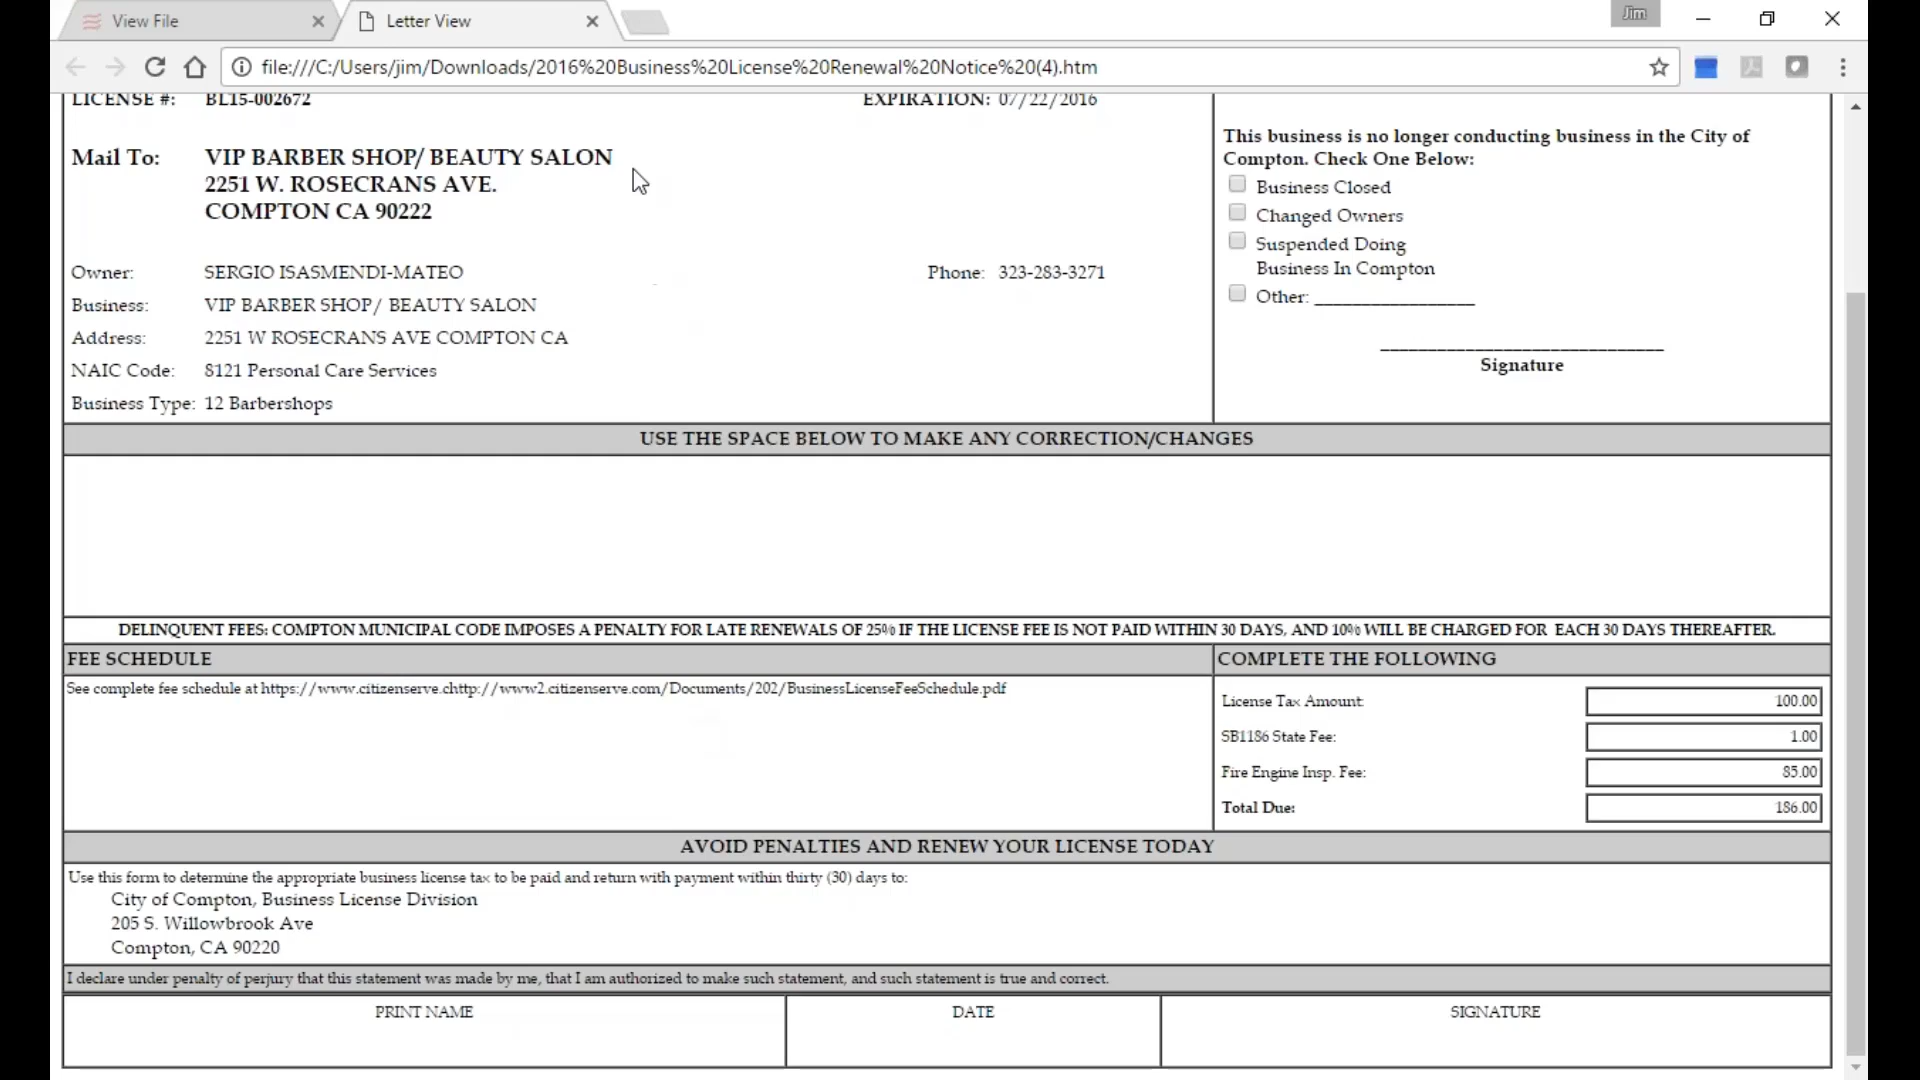 View File
Letter View
Jim
file:///C:/Users/jim/Downloads/2016%20Business%20License%20Renewal%20Notice%20(4).htm
LICENSE #: BL15-002672 EXPIRATION: 07/22/2016
Mail To: VIP BARBER SHOP/ BEAUTY SALON
2251 W. ROSECRANS AVE.
COMPTON CA 90222
Owner: SERGIO ISASMENDI-MATEO Phone: 323-283-3271
Business: VIP BARBER SHOP/ BEAUTY SALON
Address: 2251 W ROSECRANS AVE COMPTON CA
NAIC Code: 8121 Personal Care Services
Business Type: 12 Barbershops
This business is no longer conducting business in the City of
Compton. Check One Below:
Business Closed
Changed Owners
Suspended Doing
Business In Compton
Other: _________________
Signature
USE THE SPACE BELOW TO MAKE ANY CORRECTION/CHANGES
DELINQUENT FEES: COMPTON MUNICIPAL CODE IMPOSES A PENALTY FOR LATE RENEWALS OF 25% IF THE LICENSE FEE IS NOT PAID WITHIN 30 DAYS, AND 10% WILL BE CHARGED FOR EACH 30 DAYS THEREAFTER.
FEE SCHEDULE
See complete fee schedule at https://www.citizenserve.chttp://www2.citizenserve.com/Documents/202/BusinessLicenseFeeSchedule.pdf
COMPLETE THE FOLLOWING
License Tax Amount: 100.00
SB1186 State Fee: 1.00
Fire Engine Insp. Fee: 85.00
Total Due: 186.00
AVOID PENALTIES AND RENEW YOUR LICENSE TODAY
Use this form to determine the appropriate business license tax to be paid and return with payment within thirty (30) days to:
City of Compton, Business License Division
205 S. Willowbrook Ave
Compton, CA 90220
I declare under penalty of perjury that this statement was made by me, that I am authorized to make such statement, and such statement is true and correct.
PRINT NAME DATE SIGNATURE